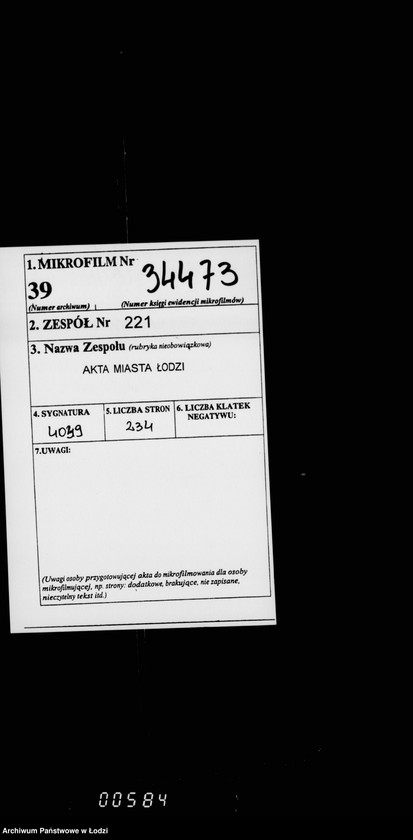 1. MIKROFILM Nr 34473
39
(Numer archiwum) (Numer księgi ewidencji mikrofilmów)
2. ZESPÓŁ Nr 221
3. Nazwa Zespołu (rubryka nieobowiązkowa)
AKTA MIASTA ŁODZI
4. SYGNATURA 5. LICZBA STRON 6. LICZBA KLATEK
NEGATYWU:
4039 234
7.UWAGI:
(Uwagi osoby przygotowującej akta do mikrofilmowania dla osoby
mikrofilmującej, np. strony: dodatkowe, brakujące, nie zapisane,
nieczytelny tekst itd.)
00584
Archiwum Państwowe w Łodzi